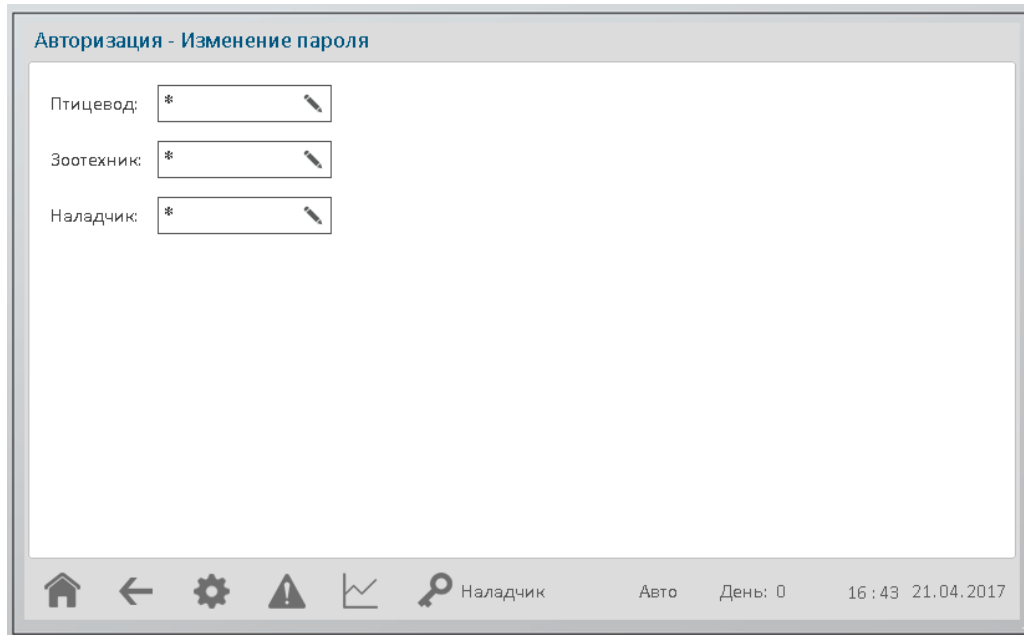 Авторизация - Изменение пароля
Птицевод: *
Зоотехник: *
Наладчик: *
Наладчик Авто День: 0 16:43 21.04.2017